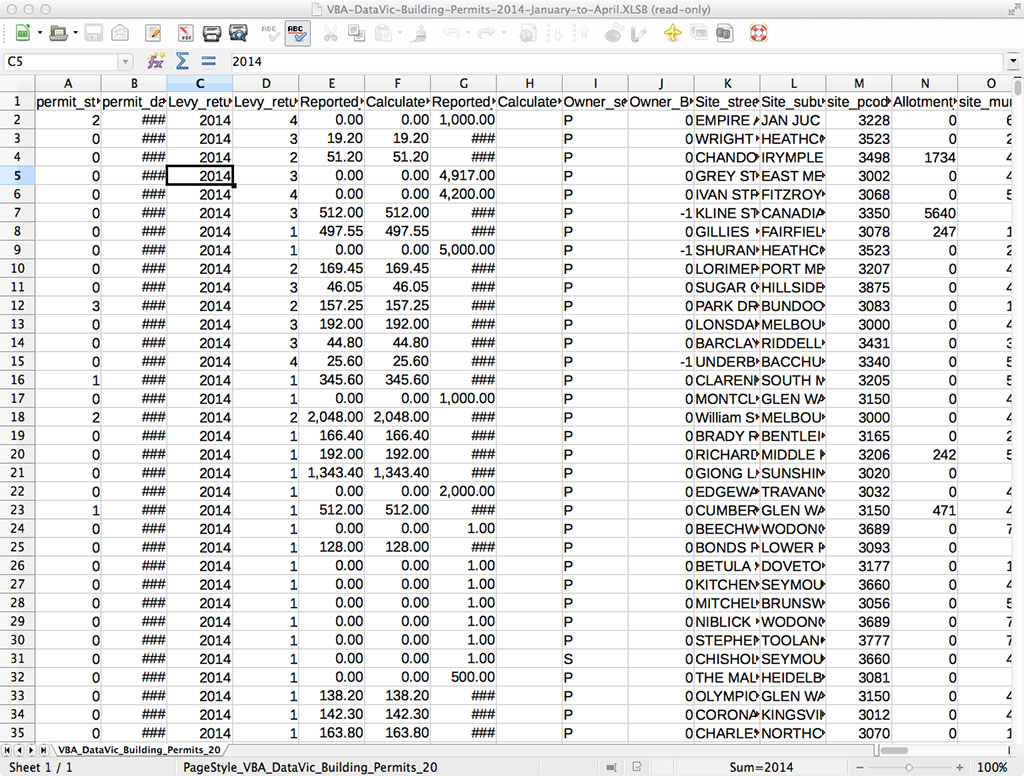 VBA-DataVic-Building-Permits-2014-January-to-April.XLSB (read-only)
C5 2014
A B C D E F G H I J K L M N O
1 permit_st permit_da Levy_retu Levy_retu Reported Calculate Reported Calculate Owner_se Owner_B Site_stree Site_subu site_pcod Allotment site_mun
2 2 ### 2014 4 0.00 0.00 1,000.00 P 0 EMPIRE JAN JUC 3228 0 6
3 0 ### 2014 3 19.20 19.20 ### P 0 WRIGHT HEATHC 3523 0 2
4 0 ### 2014 2 51.20 51.20 ### P 0 CHANDO IRYMPLE 3498 1734 4
5 0 ### 2014 3 0.00 0.00 4,917.00 P 0 GREY ST EAST ME 3002 0 4
6 0 ### 2014 4 0.00 0.00 4,200.00 P 0 IVAN STR FITZROY 3068 0 5
7 0 ### 2014 3 512.00 512.00 ### P -1 KLINE ST CANADIA 3350 5640
8 0 ### 2014 1 497.55 497.55 ### P 0 GILLIES FAIRFIEL 3078 247 1
9 0 ### 2014 1 0.00 0.00 5,000.00 P -1 SHURAN HEATHC 3523 0 2
10 0 ### 2014 2 169.45 169.45 ### P 0 LORIMER PORT ME 3207 0 4
11 0 ### 2014 3 46.05 46.05 ### P 0 SUGAR HILLSIDE 3875 0 4
12 3 ### 2014 2 157.25 157.25 ### P 0 PARK DR BUNDOO 3083 0 1
13 0 ### 2014 3 192.00 192.00 ### P 0 LONSDA MELBOU 3000 0 4
14 0 ### 2014 3 44.80 44.80 ### P 0 BARCLAY RIDDELL 3431 0 3
15 0 ### 2014 4 25.60 25.60 ### P -1 UNDERB BACCHU 3340 0 5
16 1 ### 2014 1 345.60 345.60 ### P 0 CLAREN SOUTH M 3205 0 5
17 0 ### 2014 1 0.00 0.00 1,000.00 P 0 MONTCL GLEN WA 3150 0 4
18 2 ### 2014 2 2,048.00 2,048.00 ### P 0 William S MELBOU 3000 0 4
19 0 ### 2014 1 166.40 166.40 ### P 0 BRADY R BENTLEI 3165 0 2
20 0 ### 2014 1 192.00 192.00 ### P 0 RICHARD MIDDLE 3206 242 5
21 0 ### 2014 1 1,343.40 1,343.40 ### P 0 GIONG L SUNSHIN 3020 0
22 0 ### 2014 1 0.00 0.00 2,000.00 P 0 EDGEWA TRAVANC 3032 0 4
23 1 ### 2014 1 512.00 512.00 ### P 0 CUMBER GLEN WA 3150 471 4
24 0 ### 2014 1 0.00 0.00 1.00 P 0 BEECHW WODON 3689 0 7
25 0 ### 2014 1 128.00 128.00 ### P 0 BONDS R LOWER P 3093 0
26 0 ### 2014 1 0.00 0.00 1.00 P 0 BETULA DOVETO 3177 0 1
27 0 ### 2014 1 0.00 0.00 1.00 P 0 KITCHEN SEYMOU 3660 0 4
28 0 ### 2014 1 0.00 0.00 1.00 P 0 MITCHEL BRUNSW 3056 0 5
29 0 ### 2014 1 0.00 0.00 1.00 P 0 NIBLICK WODON 3689 0 7
30 0 ### 2014 1 0.00 0.00 1.00 P 0 STEPHE TOOLAN 3777 0 7
31 0 ### 2014 1 0.00 0.00 1.00 S 0 CHISHOL SEYMOU 3660 0 4
32 0 ### 2014 1 0.00 0.00 500.00 P 0 THE MAL HEIDELB 3081 0
33 0 ### 2014 1 138.20 138.20 ### P 0 OLYMPIC GLEN WA 3150 0 4
34 0 ### 2014 1 142.30 142.30 ### P 0 CORONA KINGSVI 3012 0 4
35 0 ### 2014 1 163.80 163.80 ### P 0 CHARLE NORTHC 3070 0 1
VBA_DataVic_Building_Permits_20
Sheet 1 / 1 PageStyle_VBA_DataVic_Building_Permits_20 Sum=2014 100%